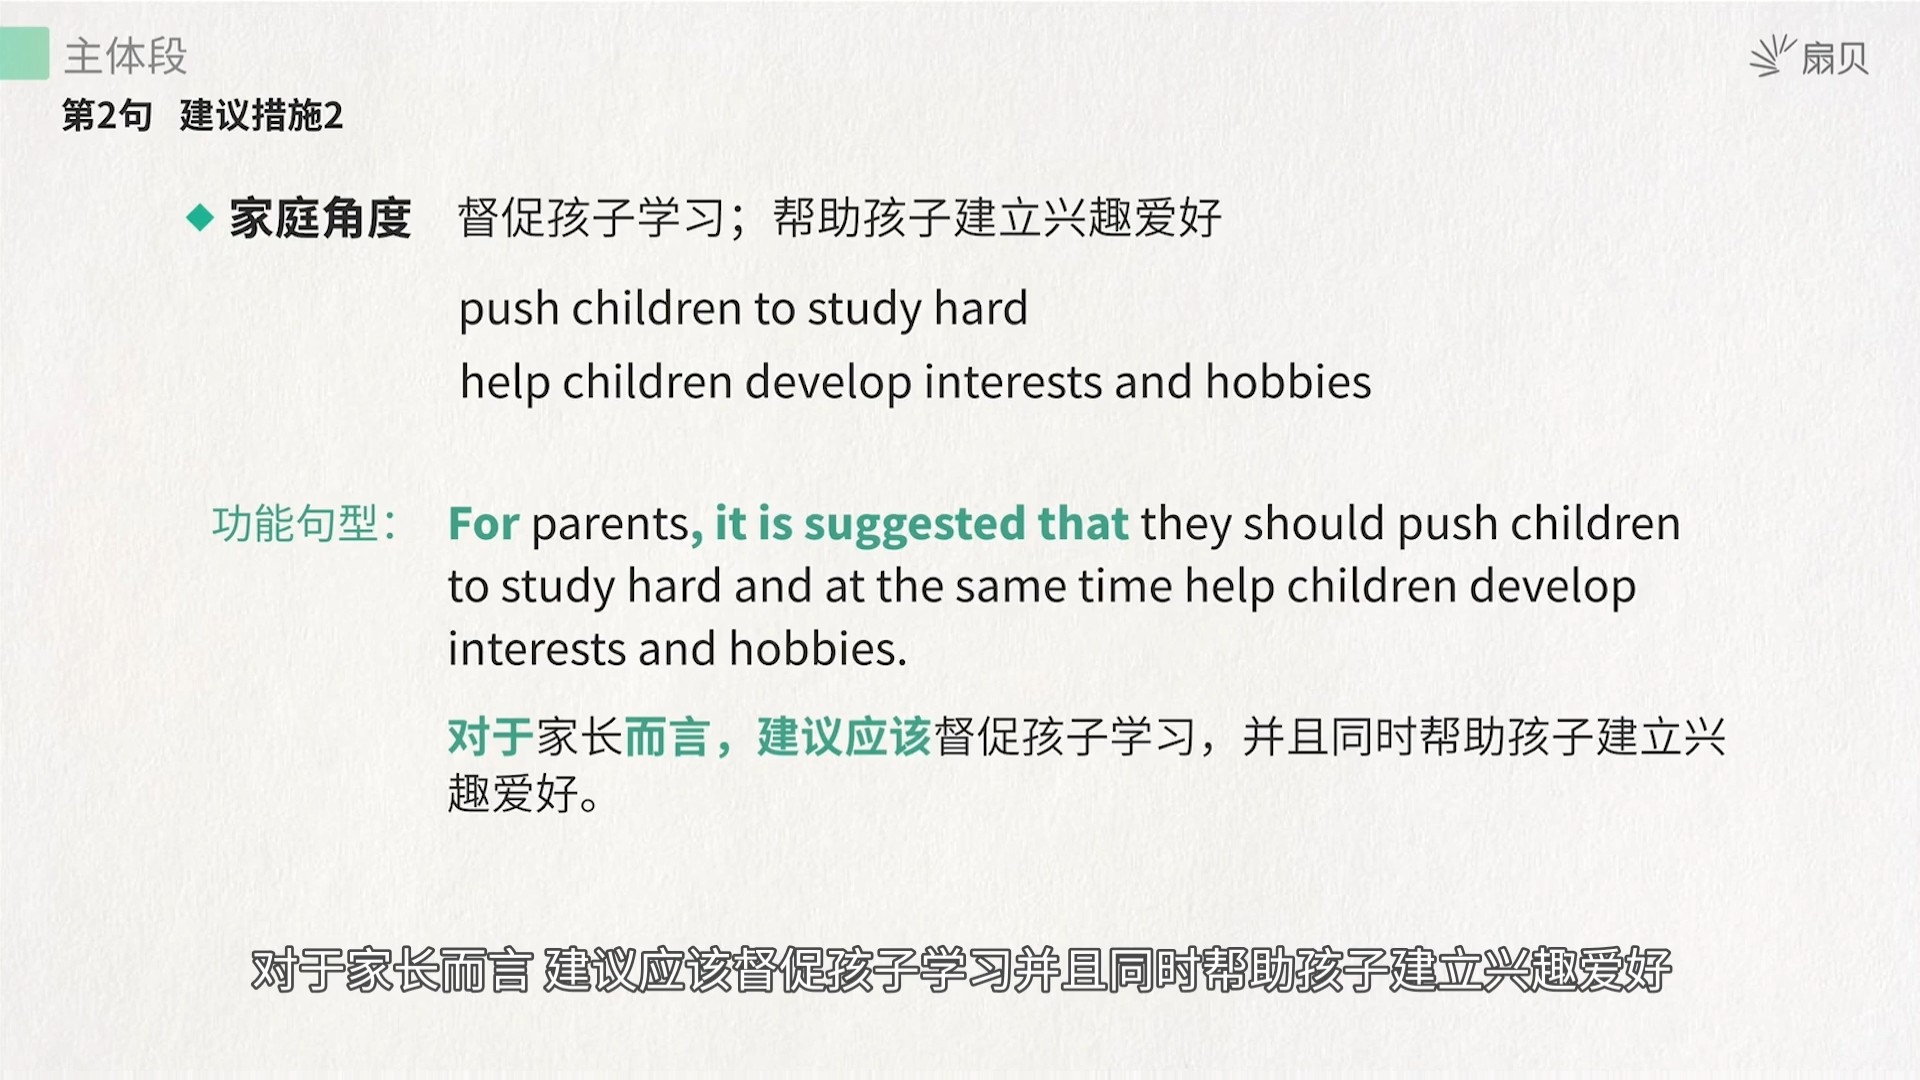 主体段
扇贝
第2句 建议措施2
家庭角度 督促孩子学习；帮助孩子建立兴趣爱好
push children to study hard
help children develop interests and hobbies
功能句型： For parents, it is suggested that they should push children
to study hard and at the same time help children develop
interests and hobbies.
对于家长而言，建议应该督促孩子学习，并且同时帮助孩子建立兴
趣爱好。
对于家长而言 建议应该督促孩子学习并且同时帮助孩子建立兴趣爱好